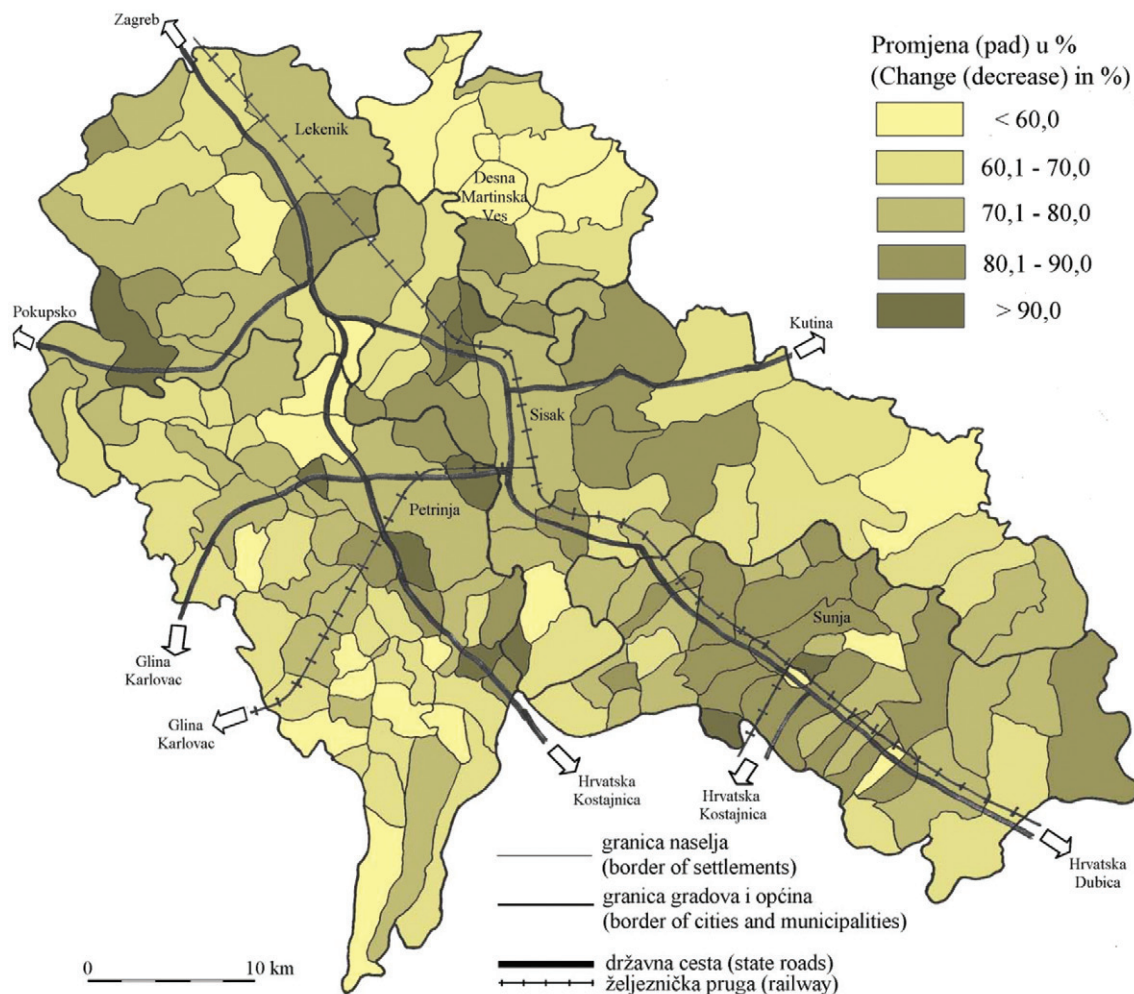 Zagreb
Promjena (pad) u %
(Change (decrease) in %)
< 60,0
60,1 - 70,0
70,1 - 80,0
80,1 - 90,0
> 90,0
Lekenik
Desna
Martinska
Ves
Pokupsko
Kutina
Sisak
Petrinja
Sunja
Glina
Karlovac
Glina
Karlovac
Hrvatska
Kostajnica
Hrvatska
Kostajnica
Hrvatska
Dubica
granica naselja
(border of settlements)
granica gradova i općina
(border of cities and municipalities)
državna cesta (state roads)
željeznička pruga (railway)
0 10 km